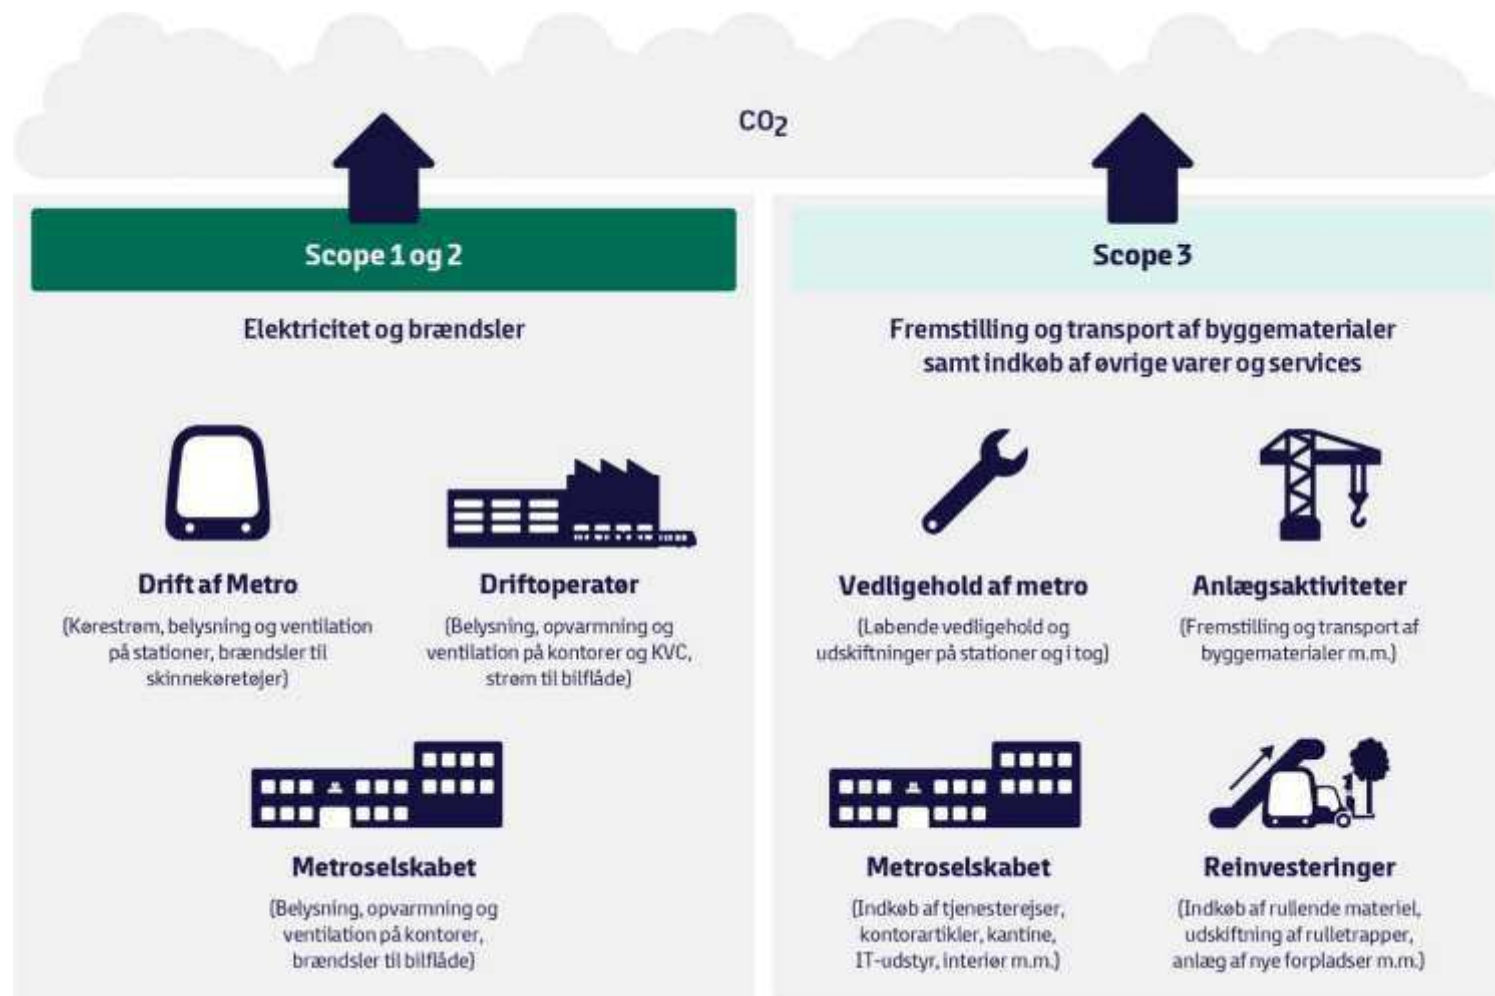 CO2
Scope 1 og 2
Elektricitet og brændsler
Drift af Metro
(Kørestrøm, belysning og ventilation
på stationer, brændsler til
skinnekøretøjer)
Driftoperatør
(Belysning, opvarmning og
ventilation på kontorer og KVC,
strøm til bilflåde)
Metroselskabet
(Belysning, opvarmning og
ventilation på kontorer,
brændsler til bilflåde)
Scope 3
Fremstilling og transport af byggematerialer
samt indkøb af øvrige varer og services
Vedligehold af metro
(Løbende vedligehold og
udskiftninger på stationer og i tog)
Anlægsaktiviteter
(Fremstilling og transport af
byggematerialer m.m.)
Metroselskabet
(Indkøb af tjenesterejser,
kontorartikler, kantine,
IT-udstyr, interiør m.m.)
Reinvesteringer
(Indkøb af rullende materiel,
udskiftning af rulletrapper,
anlæg af nye forpladser m.m.)